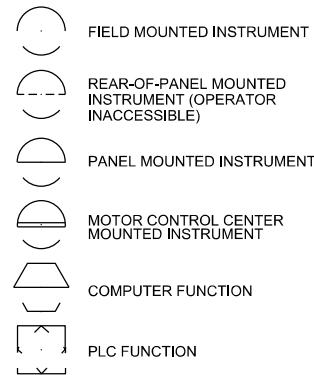 FIELD MOUNTED INSTRUMENT
REAR-OF-PANEL MOUNTED
INSTRUMENT (OPERATOR
INACCESSIBLE)
PANEL MOUNTED INSTRUMENT
MOTOR CONTROL CENTER
MOUNTED INSTRUMENT
COMPUTER FUNCTION
PLC FUNCTION